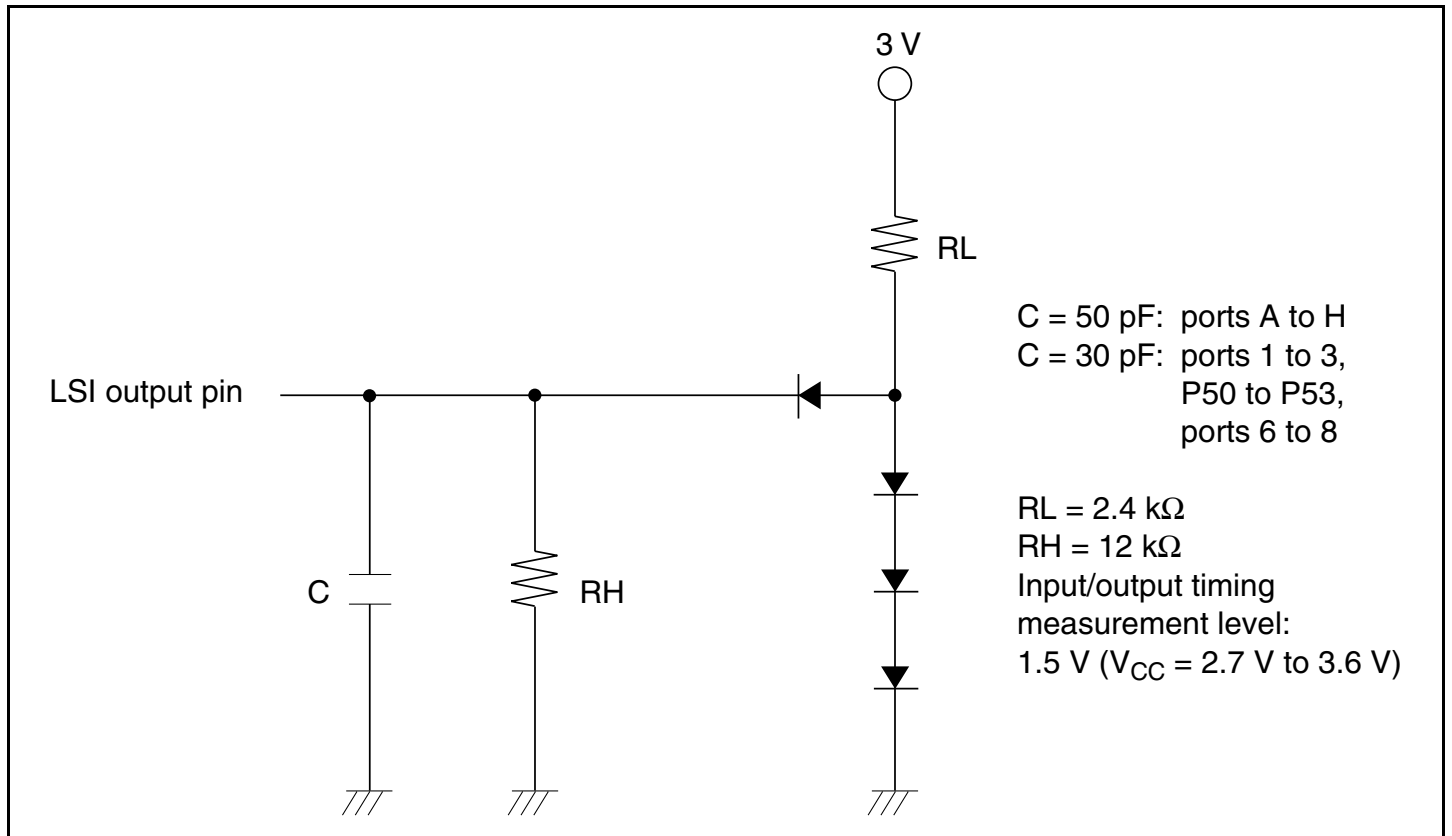 3 V
RL
C = 50 pF: ports A to H
C = 30 pF: ports 1 to 3,
P50 to P53,
ports 6 to 8
LSI output pin
RL = 2.4 kΩ
RH = 12 kΩ
Input/output timing
measurement level:
1.5 V (VCC = 2.7 V to 3.6 V)
C
RH